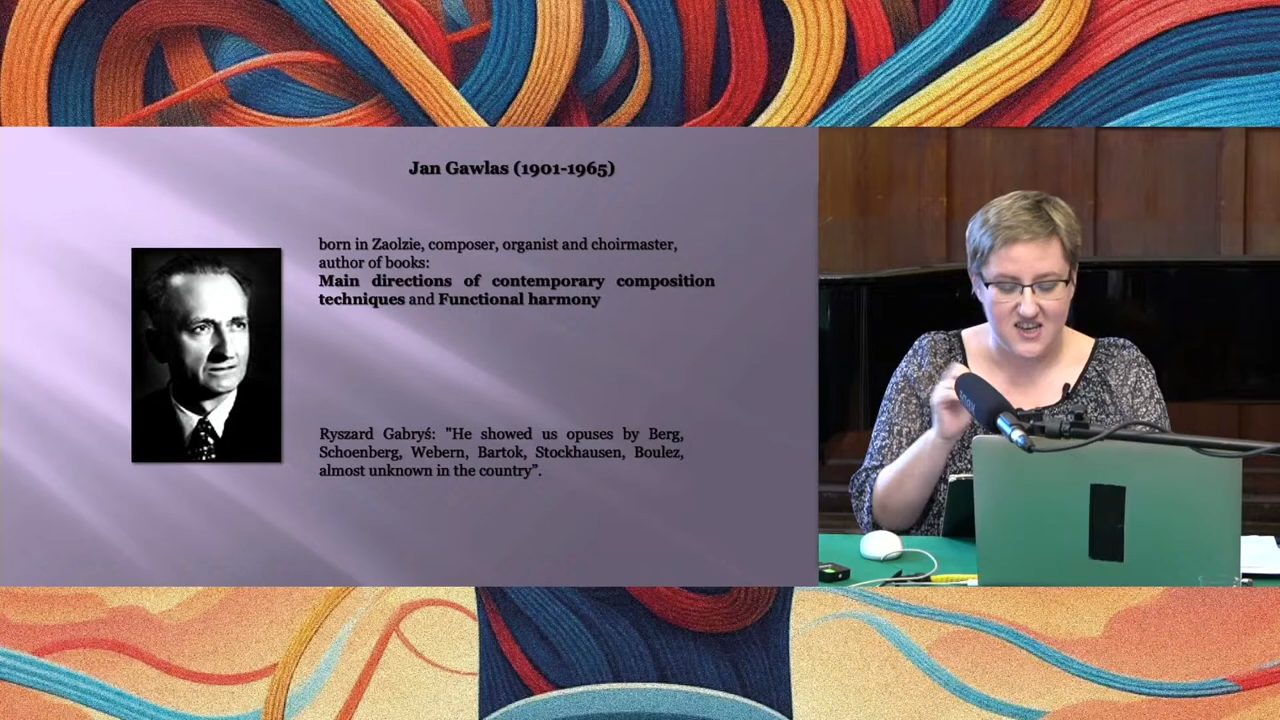 Jan Gawlas (1901-1965)
born in Zaolzie, composer, organist and choirmaster,
author of books:
Main directions of contemporary composition
techniques and Functional harmony
Ryszard Gabryś: "He showed us opuses by Berg,
Schoenberg, Webern, Bartok, Stockhausen, Boulez,
almost unknown in the country”.